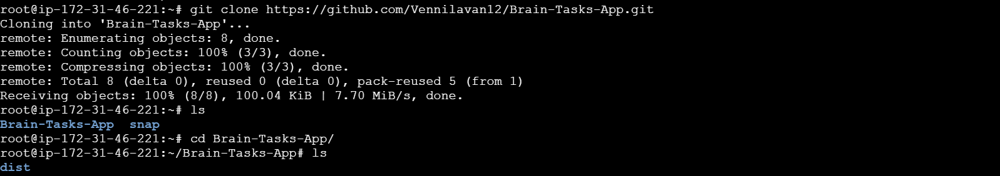 root@ip-172-31-46-221:~# git clone https://github.com/Vennilavan12/Brain-Tasks-App.git
Cloning into 'Brain-Tasks-App'...
remote: Enumerating objects: 8, done.
remote: Counting objects: 100% (3/3), done.
remote: Compressing objects: 100% (3/3), done.
remote: Total 8 (delta 0), reused 0 (delta 0), pack-reused 5 (from 1)
Receiving objects: 100% (8/8), 100.04 KiB | 7.70 MiB/s, done.
root@ip-172-31-46-221:~# ls
Brain-Tasks-App  snap
root@ip-172-31-46-221:~# cd Brain-Tasks-App/
root@ip-172-31-46-221:~/Brain-Tasks-App# ls
dist